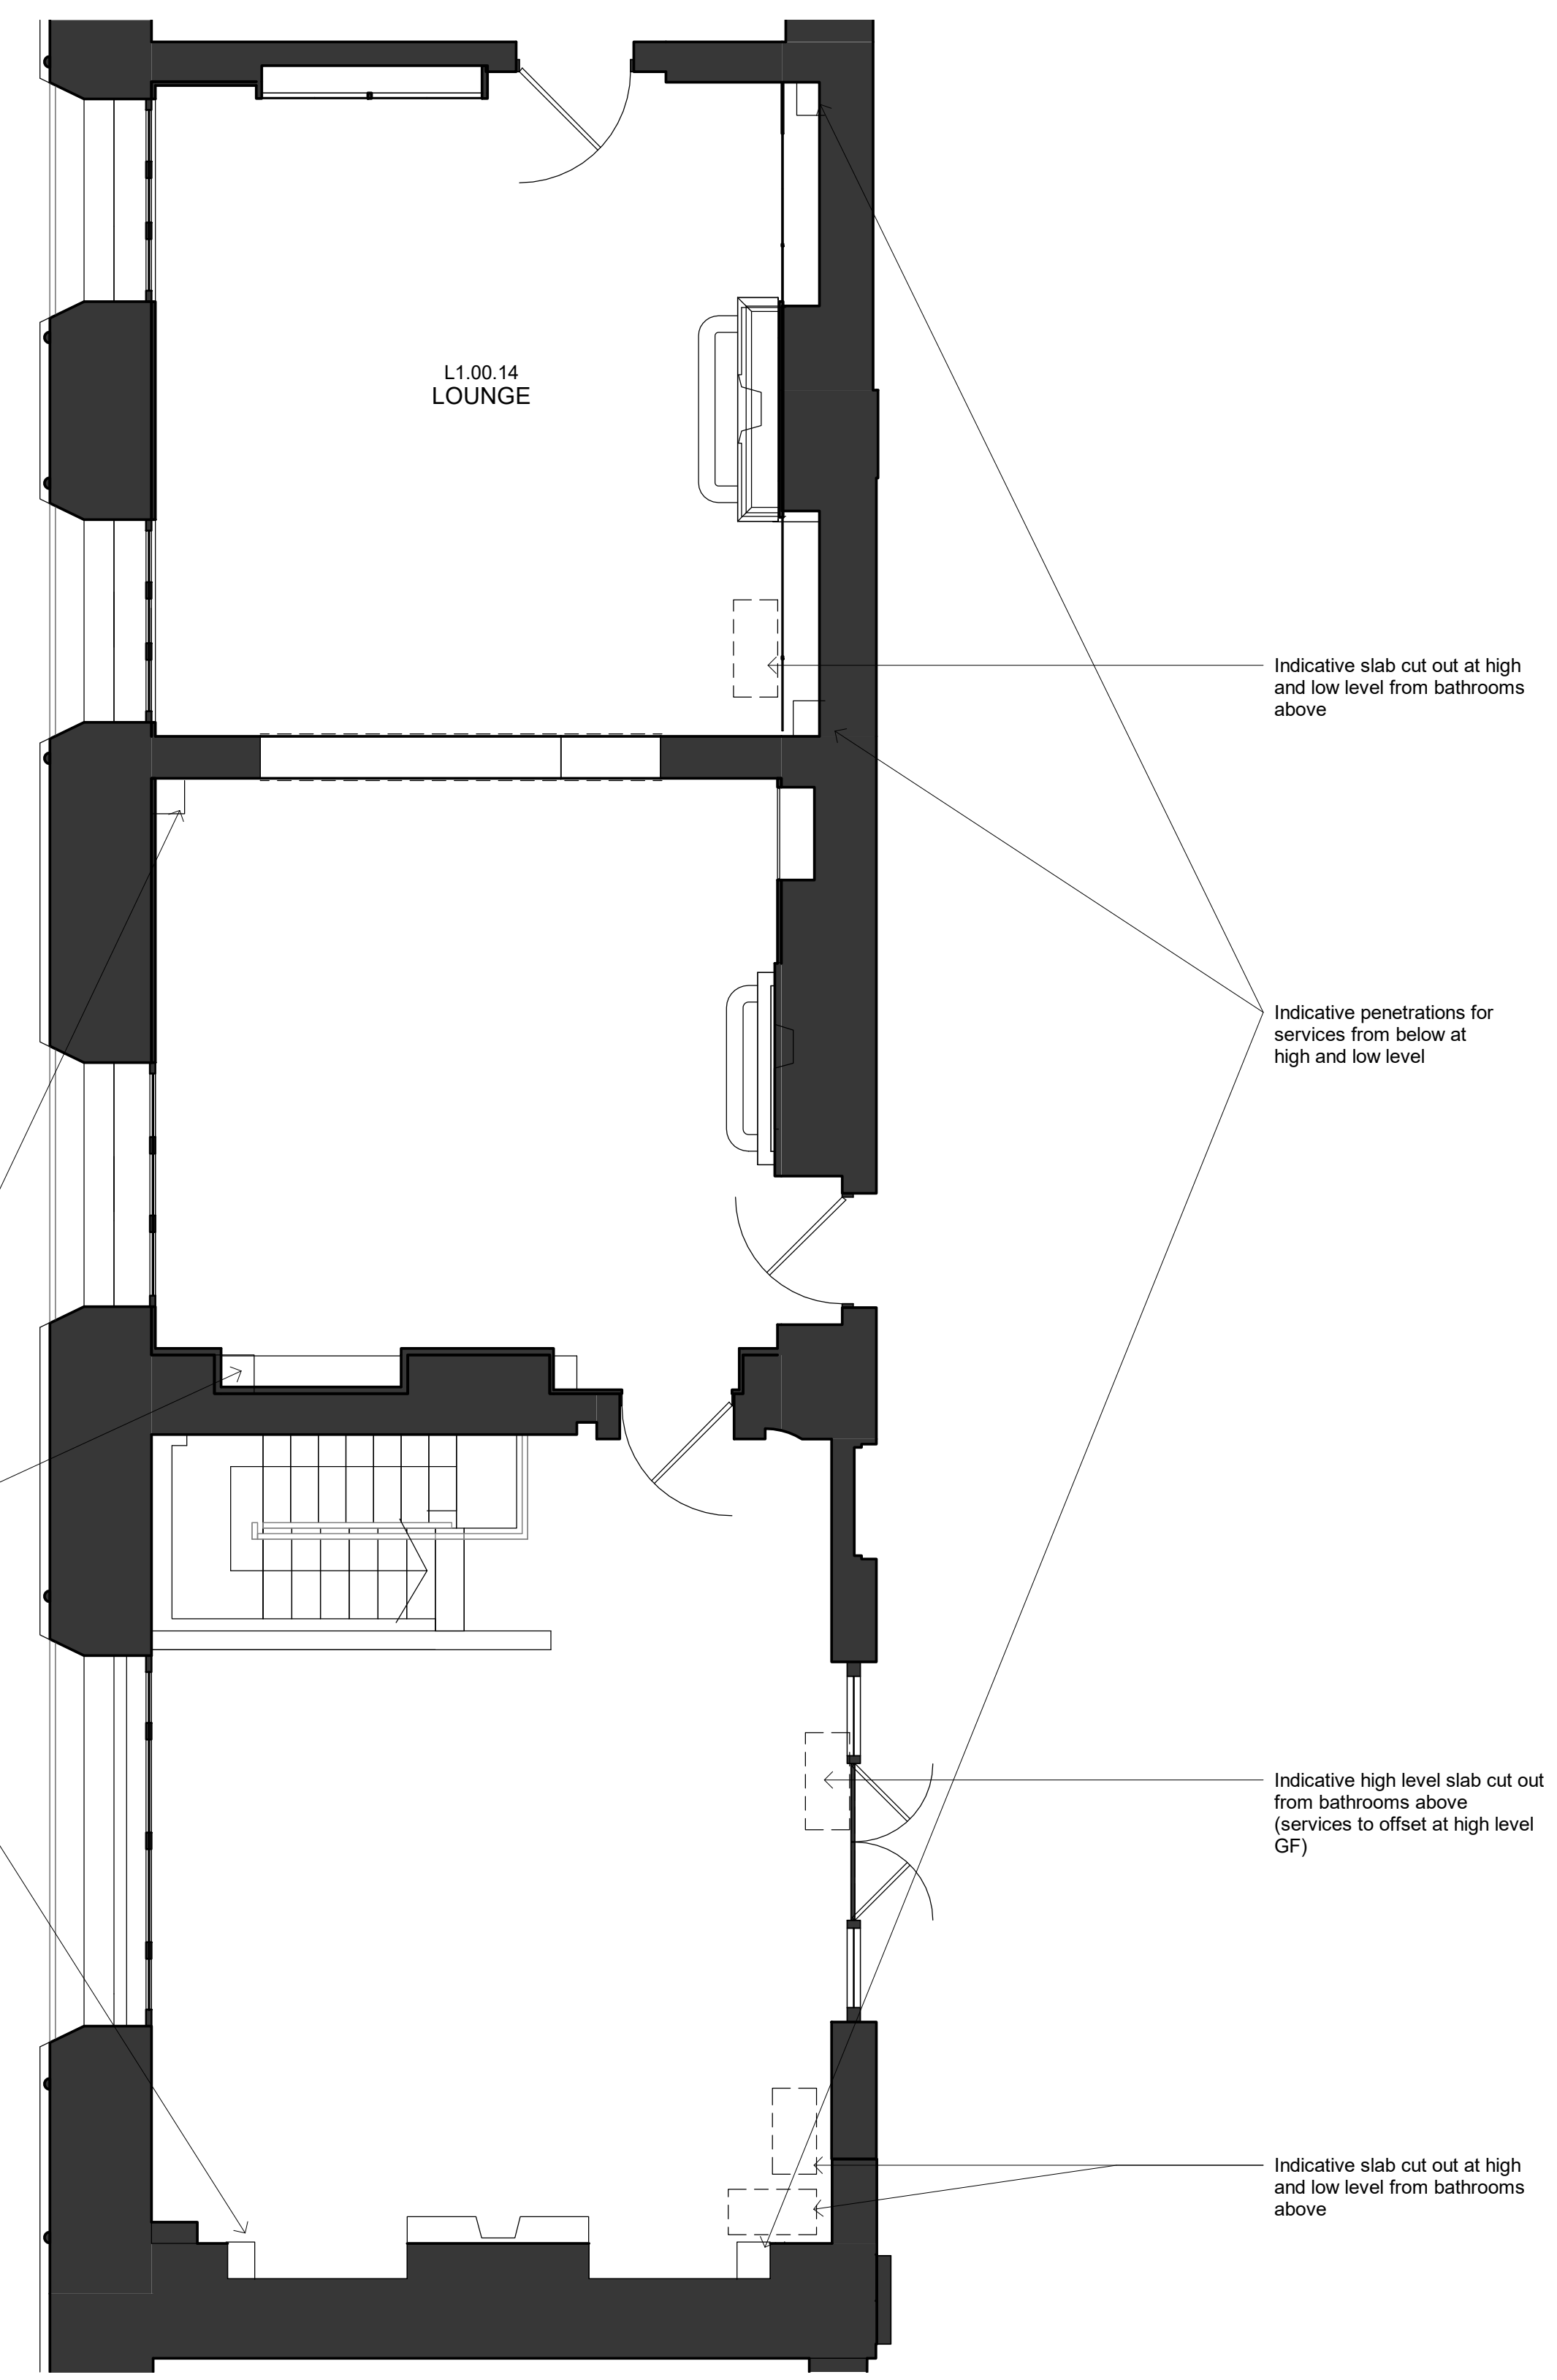 L1.00.14
LOUNGE
Indicative slab cut out at high
and low level from bathrooms
above
Indicative penetrations for
services from below at
high and low level
Indicative high level slab cut out
from bathrooms above
(services to offset at high level
GF)
Indicative slab cut out at high
and low level from bathrooms
above